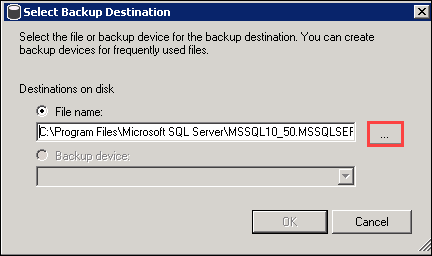 Select Backup Destination
Select the file or backup device for the backup destination. You can create
backup devices for frequently used files.
Destinations on disk
File name:
C:\Program Files\Microsoft SQL Server\MSSQL10_50.MSSQLSER
...
Backup device:
OK
Cancel